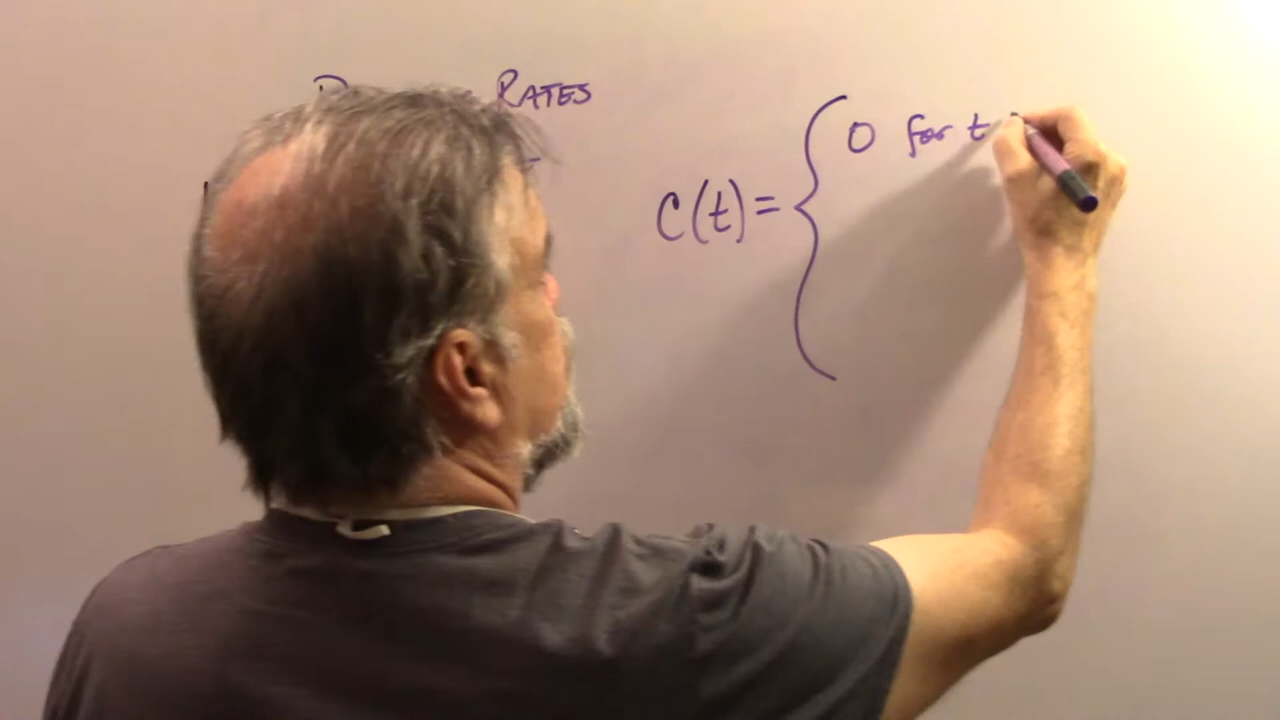 RATES
C(t) = { 0 for t